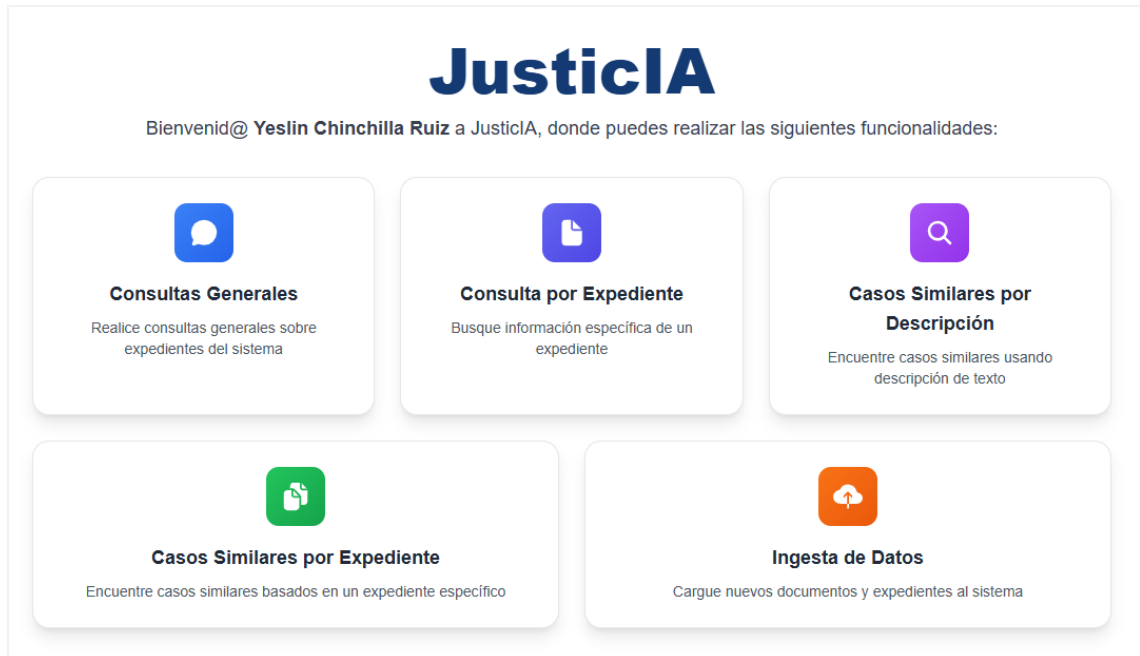 JusticIA
Bienvenid@ Yeslin Chinchilla Ruiz a JusticIA, donde puedes realizar las siguientes funcionalidades:
Consultas Generales
Realice consultas generales sobre
expedientes del sistema
Consulta por Expediente
Busque información específica de un
expediente
Casos Similares por
Descripción
Encuentre casos similares usando
descripción de texto
Casos Similares por Expediente
Encuentre casos similares basados en un expediente específico
Ingesta de Datos
Cargue nuevos documentos y expedientes al sistema